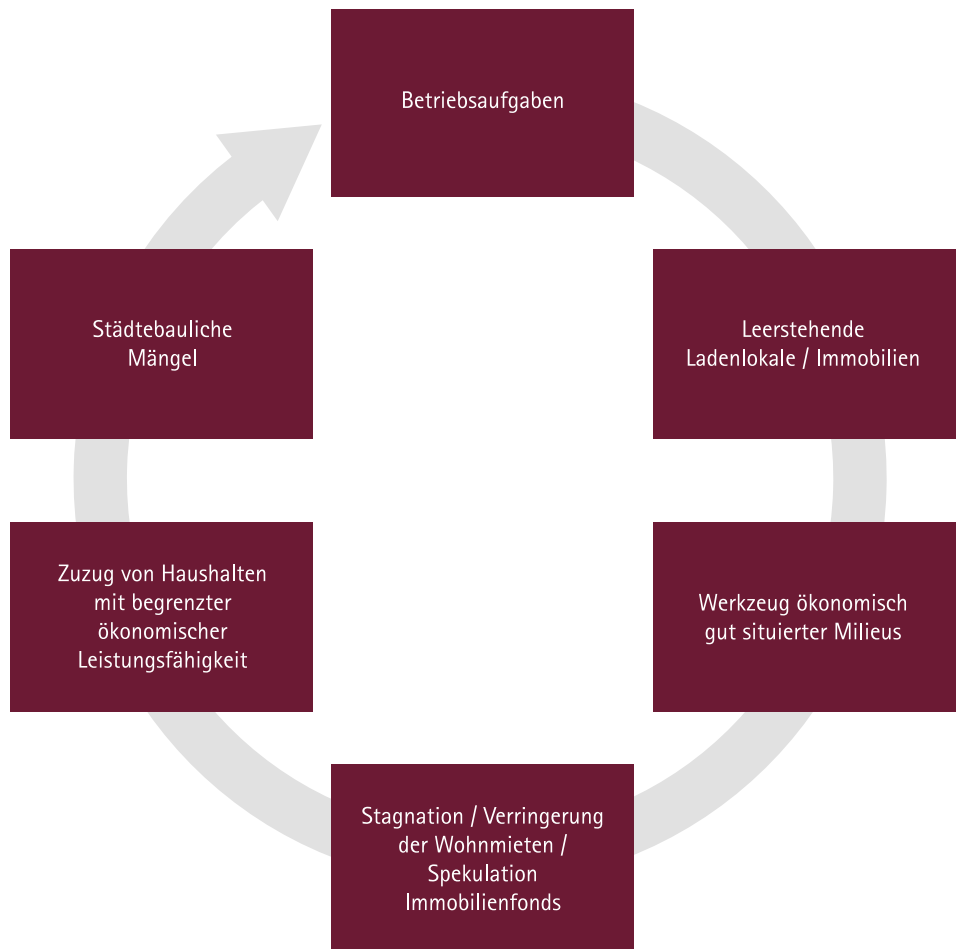 Betriebsaufgaben
Leerstehende
Ladenlokale / Immobilien
Werkzeug ökonomisch
gut situierter Milieus
Stagnation / Verringerung
der Wohnmieten /
Spekulation
Immobilienfonds
Zuzug von Haushalten
mit begrenzter
ökonomischer
Leistungsfähigkeit
Städtebauliche
Mängel